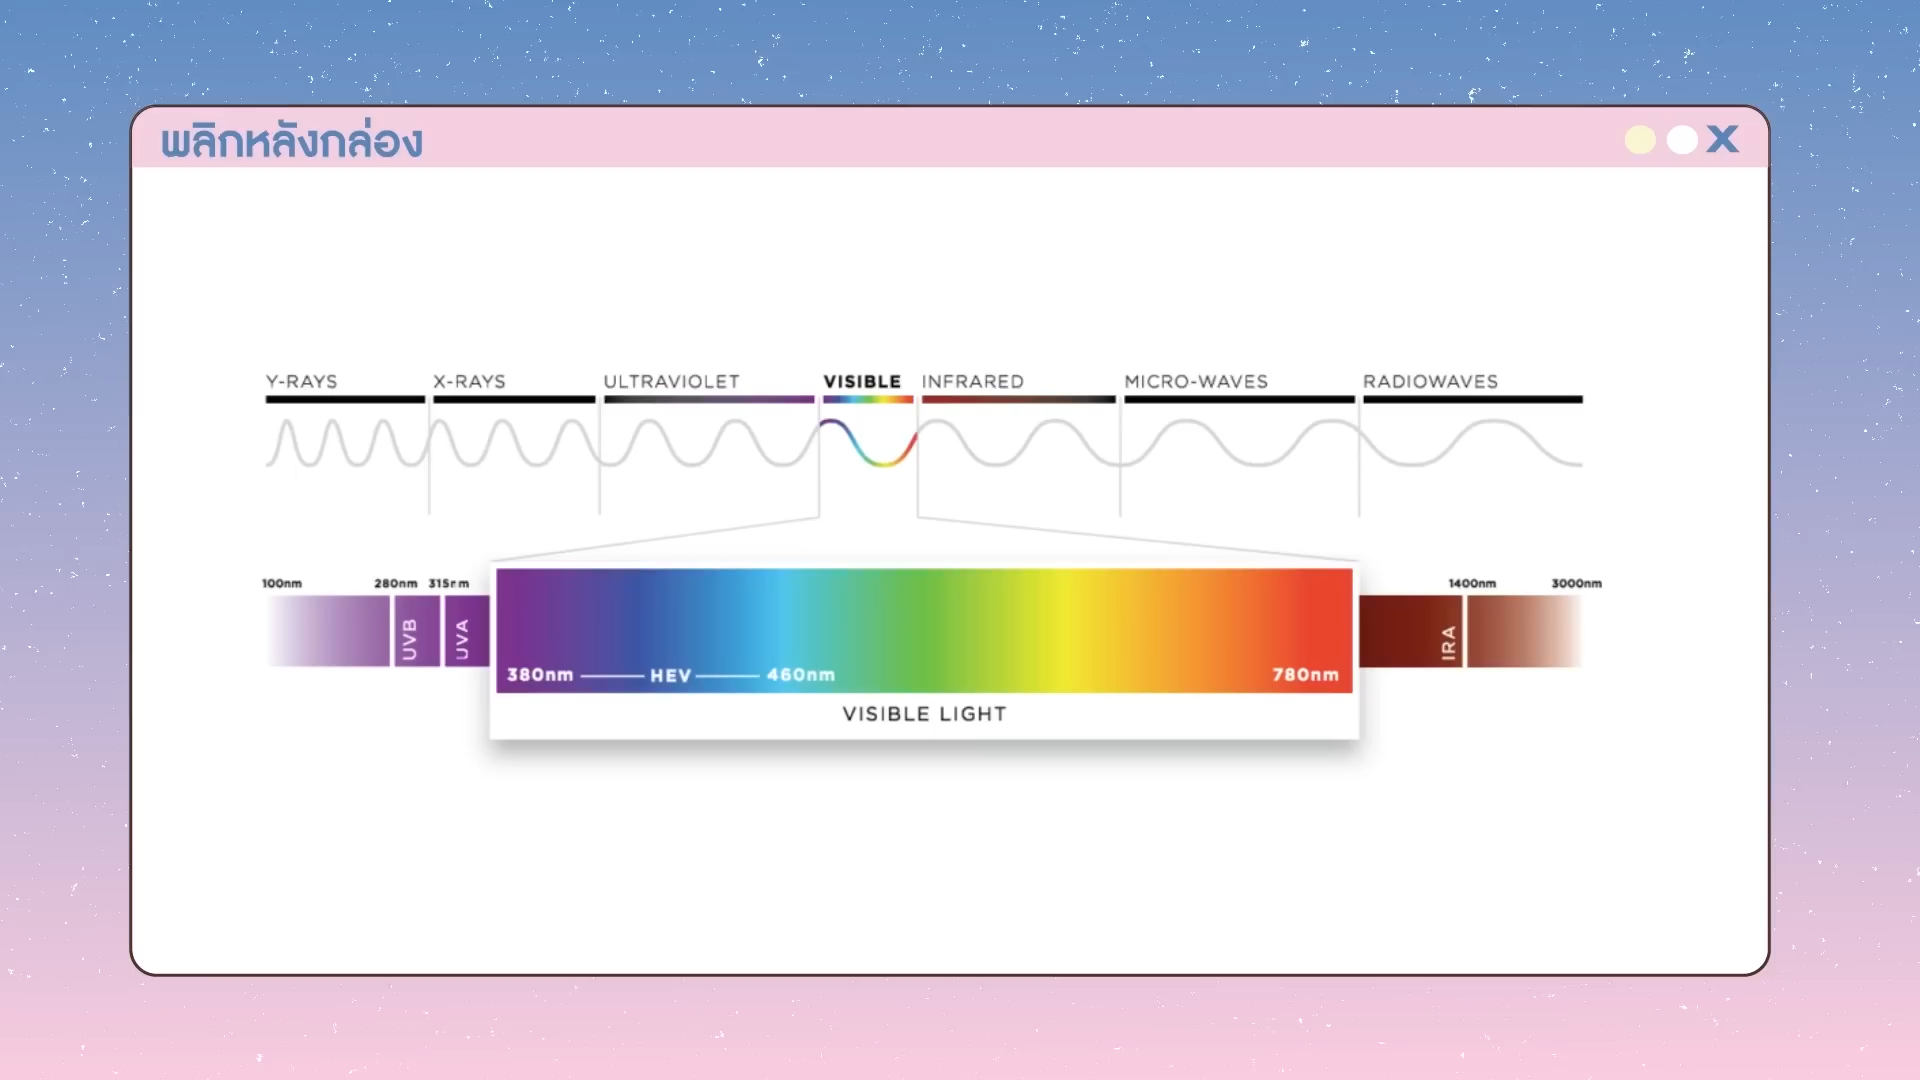 พลิกหลังกล่อง
X
Y-RAYS X-RAYS ULTRAVIOLET VISIBLE INFRARED MICRO-WAVES RADIOWAVES
100nm 280nm 315nm 1400nm 3000nm
UVB UVA IRA
380nm HEV 460nm 780nm
VISIBLE LIGHT